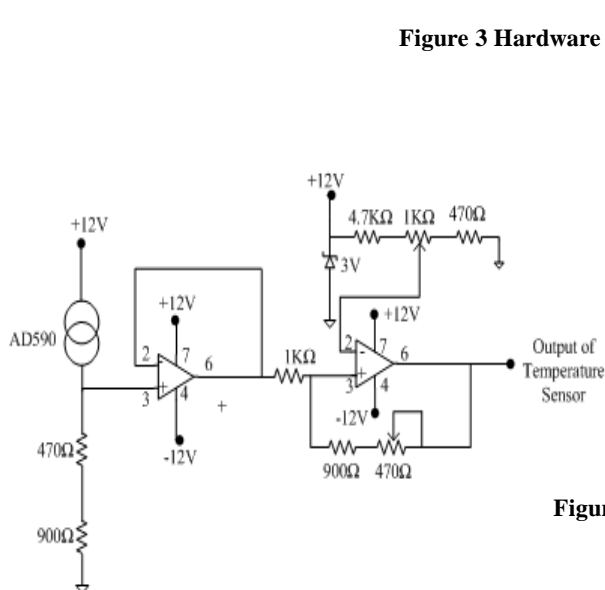 Figure 3 Hardware
+12V
4.7KΩ 1KΩ 470Ω
+12V
3V
AD590
+12V
2 7 6
3 4
+
-12V
1KΩ
+12V
2 7 6
3 4
-12V
Output of
Temperature
Sensor
470Ω
900Ω 470Ω
900Ω
Figur